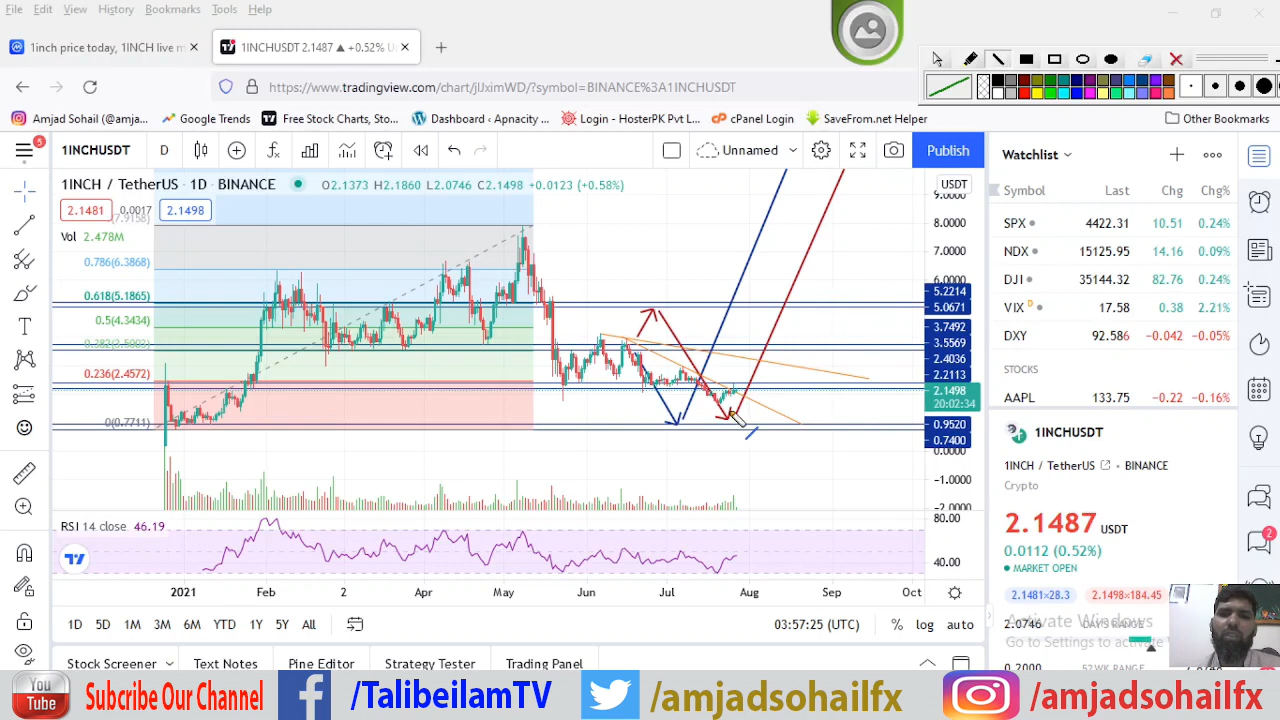 File Edit View History Bookmarks Tools Help
1inch price today, 1INCH live m × 1INCHUSDT 2.1487 ▲ +0.52% U × +
https://www.tradingview.com/chart/ /?symbol=BINANCE%3A1INCHUSDT
Amjad Sohail (@amja... Google Trends Free Stock Charts, Sto... Dashboard ‹ Apnacity ... Login - HosterPK Pvt L... cPanel Login SaveFrom.net Helper Other Bookmarks
5 1INCHUSDT D Unnamed Publish
1INCH / TetherUS · 1D · BINANCE O2.1373 H2.1860 L2.0746 C2.1498 +0.0123 (+0.58%)
2.1481 0.0017 2.1498
(7.9158)
Vol 2.478M
0.786(6.3868)
0.618(5.1865)
0.5(4.3434)
0.382(3.5003)
0.236(2.4572)
0(0.7711)
USDT
9.0000
8.0000
7.0000
6.0000
5.2214
5.0671
3.7492
3.5569
2.4036
2.2113
2.1498
20:02:34
0.9520
0.7400
0.0000
-1.0000
-2.0000
RSI 14 close 46.19
80.00
40.00
2021 Feb 2 Apr May Jun Jul Aug Sep Oct
1D 5D 1M 3M 6M YTD 1Y 5Y All 03:57:25 (UTC) % log auto
Stock Screener Text Notes Pine Editor Strategy Tester Trading Panel
Watchlist
Symbol Last Chg Chg%
SPX 4422.31 10.51 0.24%
NDX 15125.95 14.16 0.09%
DJI 35144.32 82.76 0.24%
VIX D 17.58 0.38 2.21%
DXY 92.586 -0.042 -0.05%
STOCKS
AAPL 133.75 -0.22 -0.16%
1INCHUSDT
1INCH / TetherUS · BINANCE
Crypto
2.1487 USDT
0.0112 (0.52%)
MARKET OPEN
2.1481×28.3 2.1498×184.45
2.0746 DAYS RANGE
0.2000 52WK RANGE
Activate Windows
Go to Settings to activate
2
You Tube Subcribe Our Channel f /TalibeilamTV /amjadsohailfx /amjadsohailfx